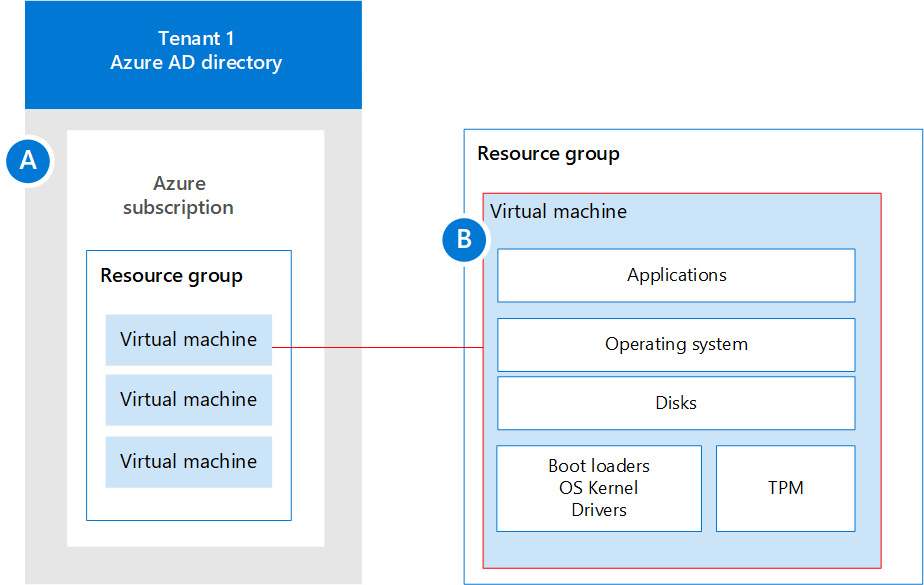 Tenant 1
Azure AD directory
A
Azure
subscription
Resource group
Virtual machine
Virtual machine
Virtual machine
Resource group
B
Virtual machine
Applications
Operating system
Disks
Boot loaders
OS Kernel
Drivers
TPM